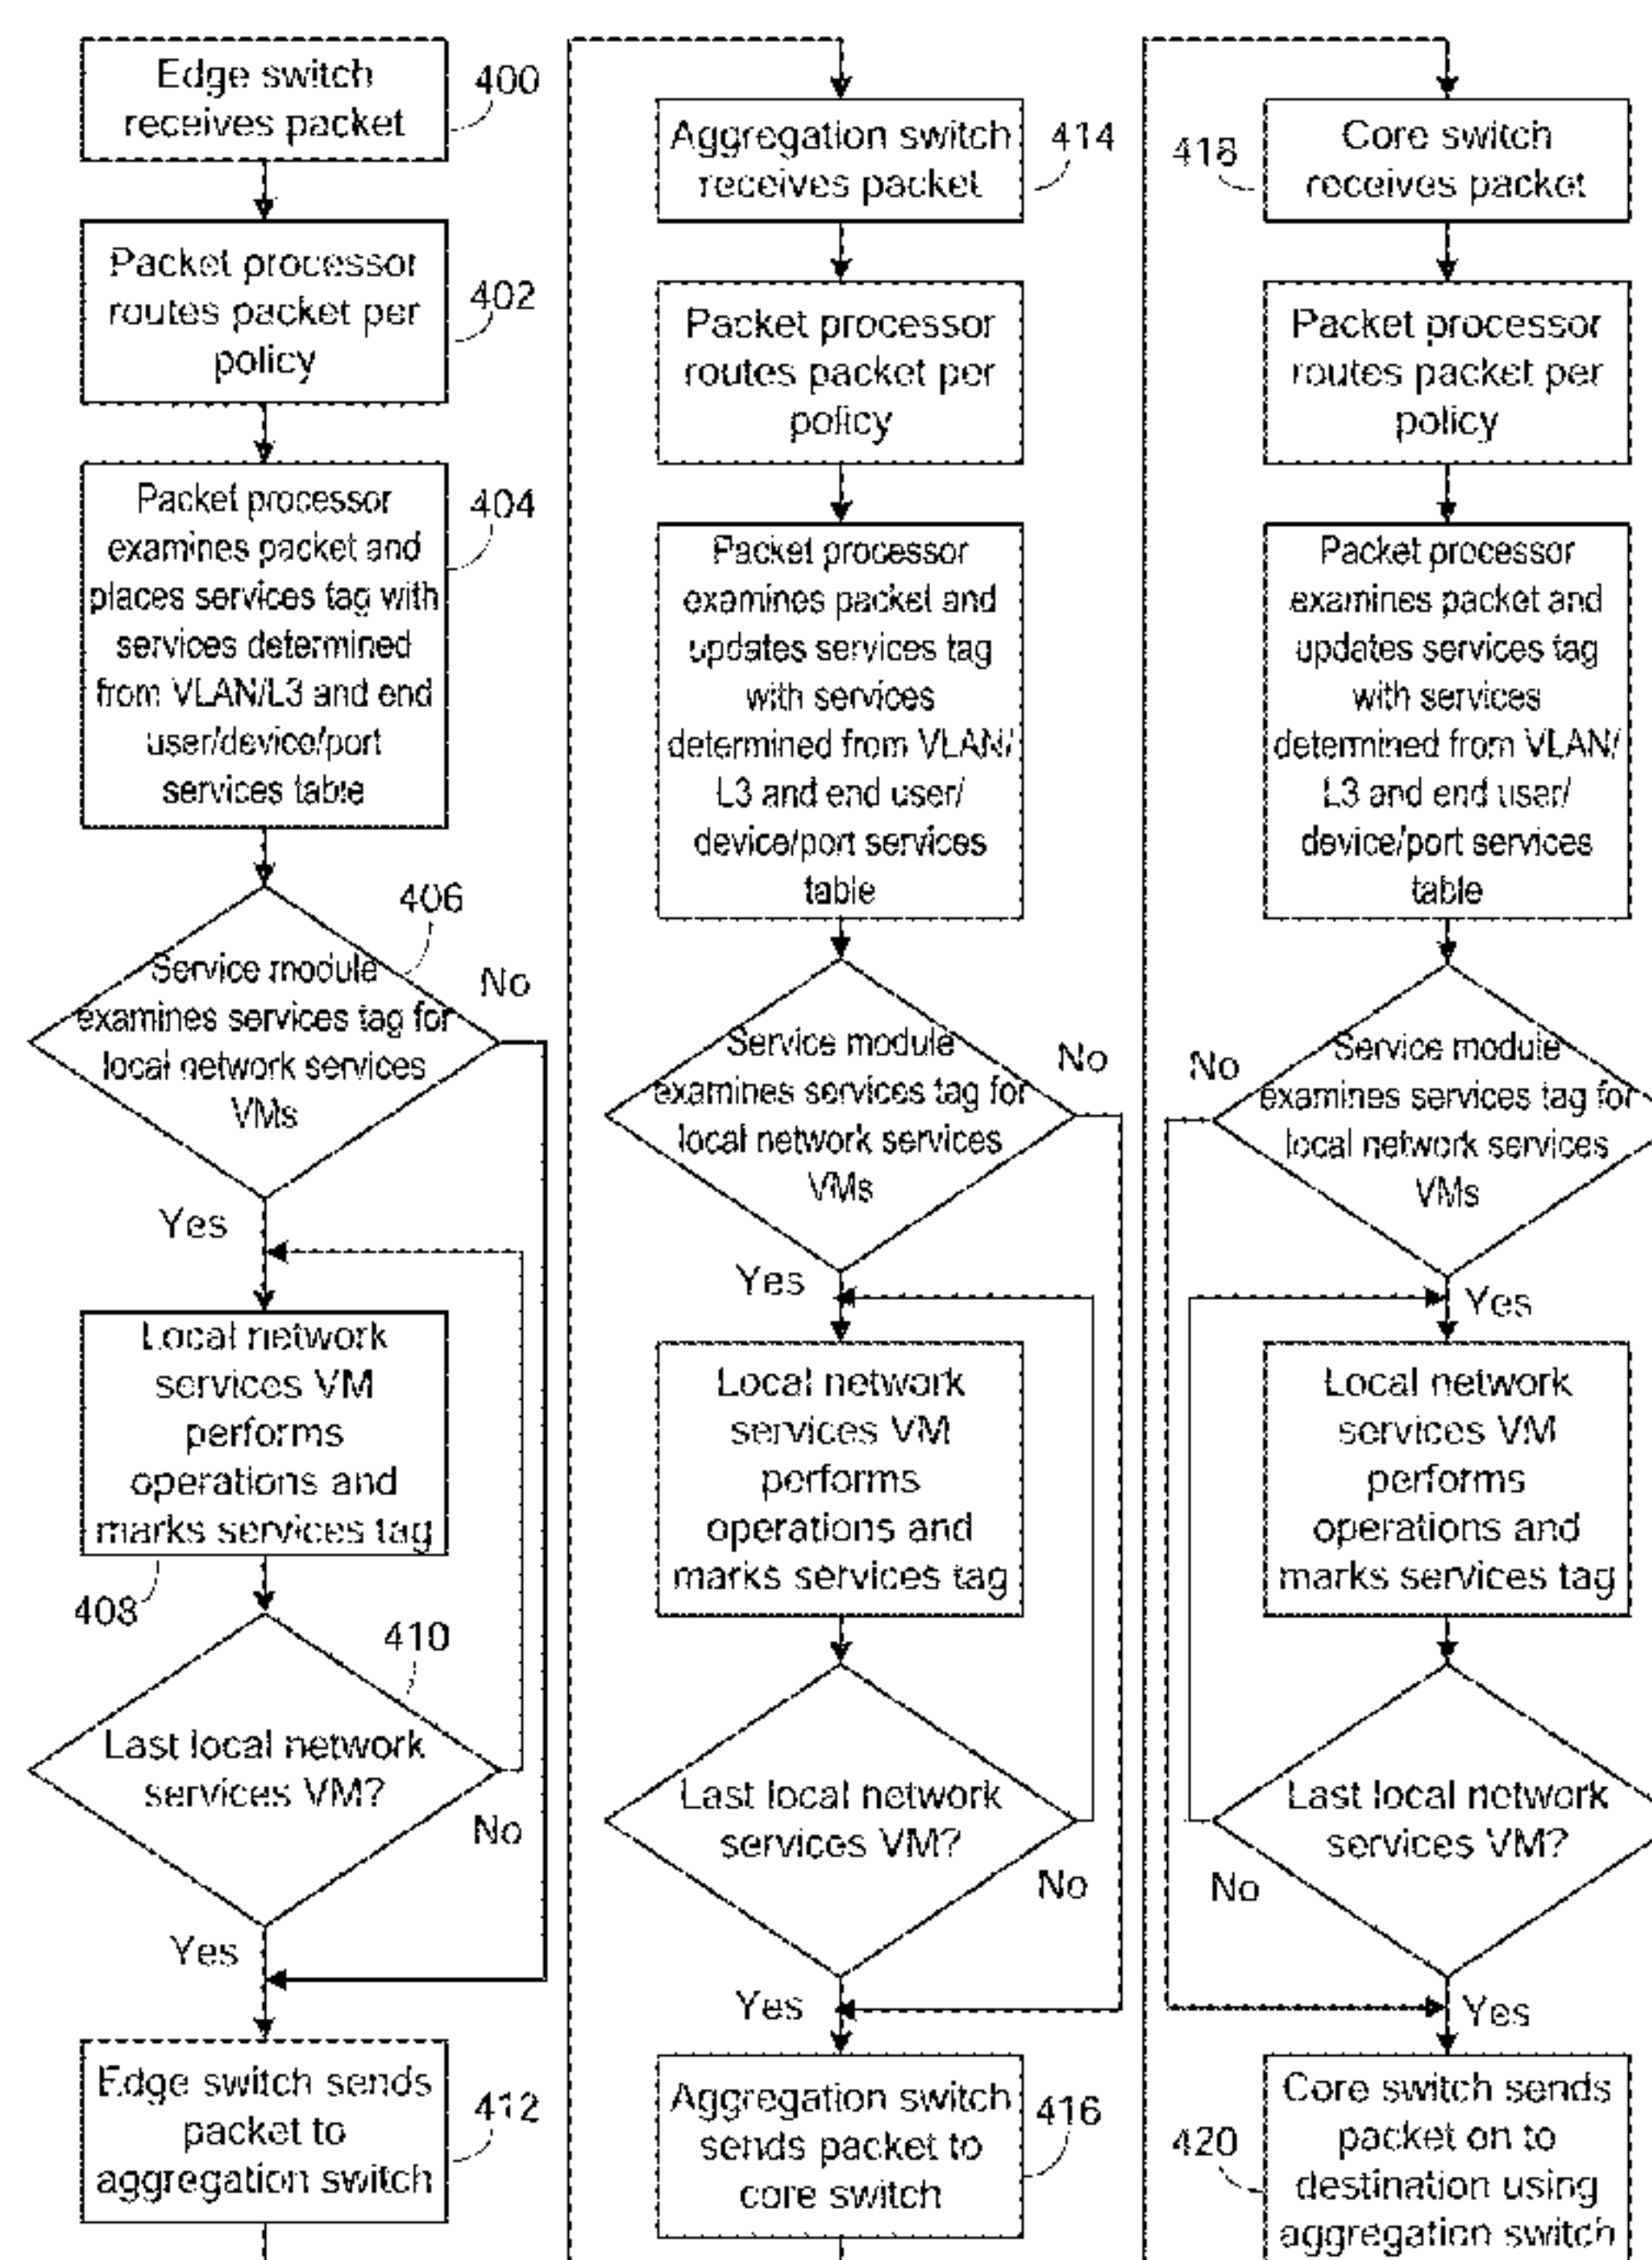 Edge switch
receives packet
400
Packet processor
routes packet per
policy
402
Packet processor
examines packet and
places services tag with
services determined
from VLAN/L3 and end
user/device/port
services table
404
406
Service module
examines services tag for
local network services
VMs
No
Yes
Local network
services VM
performs
operations and
marks services tag
408
410
Last local network
services VM?
No
Yes
Edge switch sends
packet to
aggregation switch
412
Aggregation switch
receives packet
414
Packet processor
routes packet per
policy
Packet processor
examines packet and
updates services tag
with services
determined from VLAN/
L3 and end user/
device/port services
table
Service module
examines services tag for
local network services
VMs
No
Yes
Local network
services VM
performs
operations and
marks services tag
Last local network
services VM?
No
Yes
Aggregation switch
sends packet to
core switch
416
418
Core switch
receives packet
Packet processor
routes packet per
policy
Packet processor
examines packet and
updates services tag
with services
determined from VLAN/
L3 and end user/
device/port services
table
No
Service module
examines services tag for
local network services
VMs
Yes
Local network
services VM
performs
operations and
marks services tag
Last local network
services VM?
No
Yes
420
Core switch sends
packet on to
destination using
aggregation switch